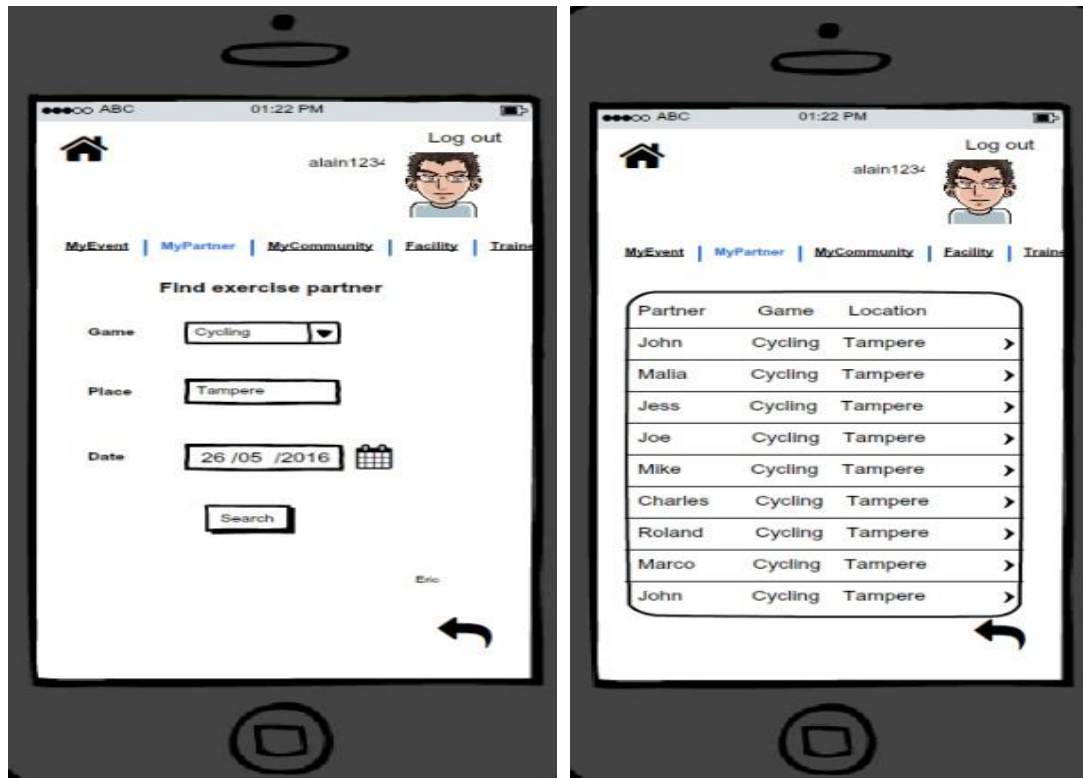 ABC 01:22 PM
Log out
alain1234
MyEvent | MyPartner | MyCommunity | Facility | Traine
Find exercise partner
Game Cycling
Place Tampere
Date 26 /05 /2016
Search
Eric
ABC 01:22 PM
Log out
alain1234
MyEvent | MyPartner | MyCommunity | Facility | Traine
Partner Game Location
John Cycling Tampere
Malia Cycling Tampere
Jess Cycling Tampere
Joe Cycling Tampere
Mike Cycling Tampere
Charles Cycling Tampere
Roland Cycling Tampere
Marco Cycling Tampere
John Cycling Tampere